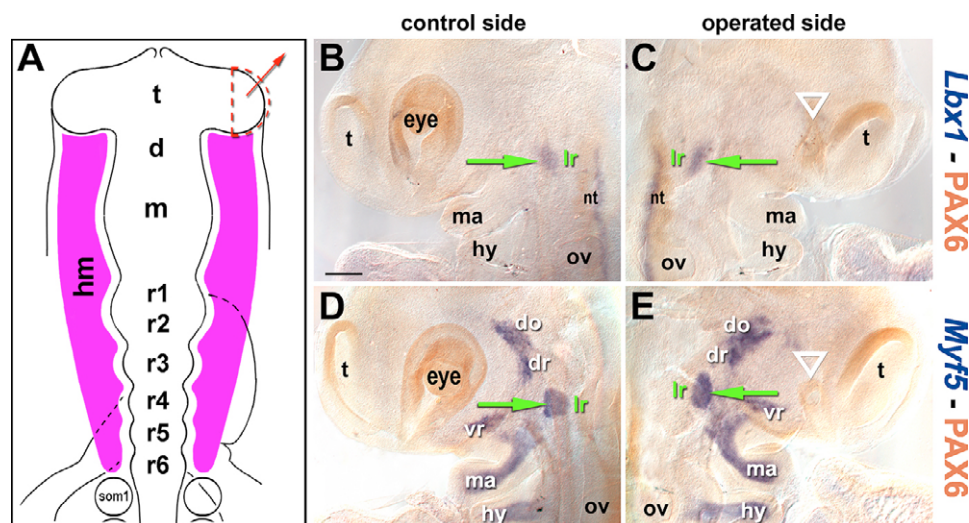 control side
operated side
A
t
d
m
hm
r1
r2
r3
r4
r5
r6
som1
B
t
eye
lr
nt
ma
hy
ov
C
lr
t
nt
ma
hy
ov
Lbx1 - PAX6
D
do
dr
t
eye
lr
vr
ma
hy
ov
E
do
dr
t
lr
vr
ma
hy
ov
Myf5 - PAX6